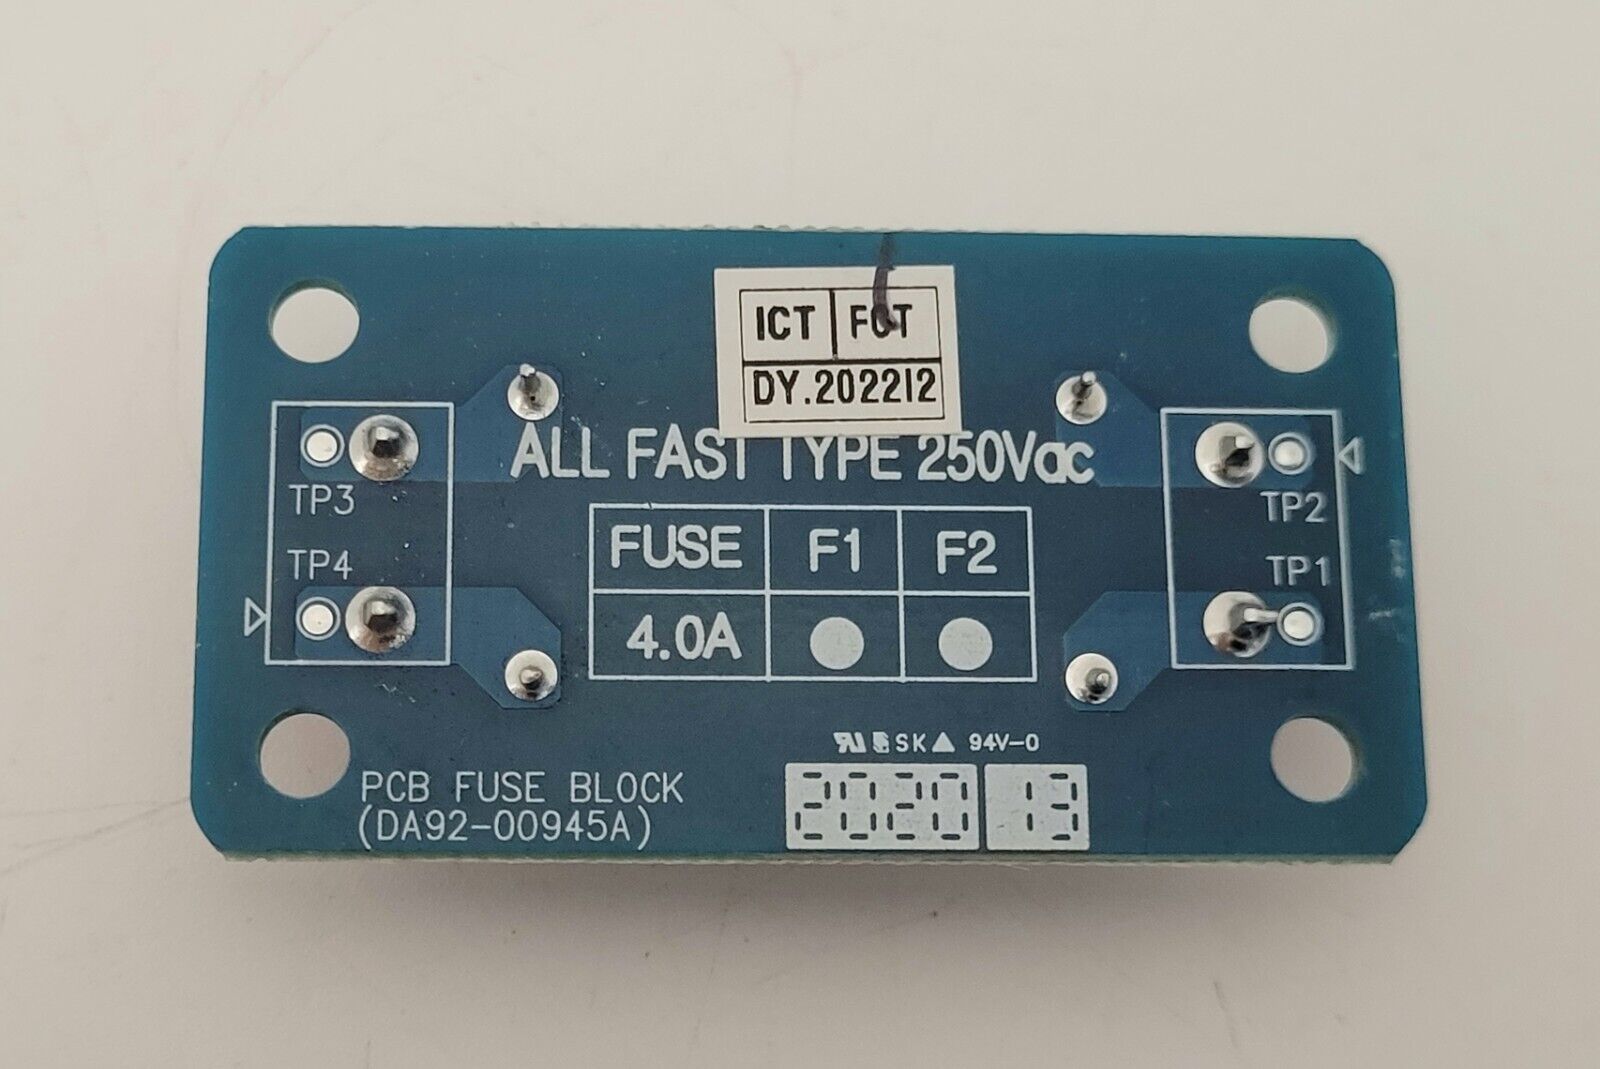 ICT FCT
DY.202212
ALL FAST TYPE 250Vac
TP3
TP2
FUSE F1 F2
TP4
TP1
4.0A
SK 94V-0
PCB FUSE BLOCK
(DA92-00945A)
2020 13